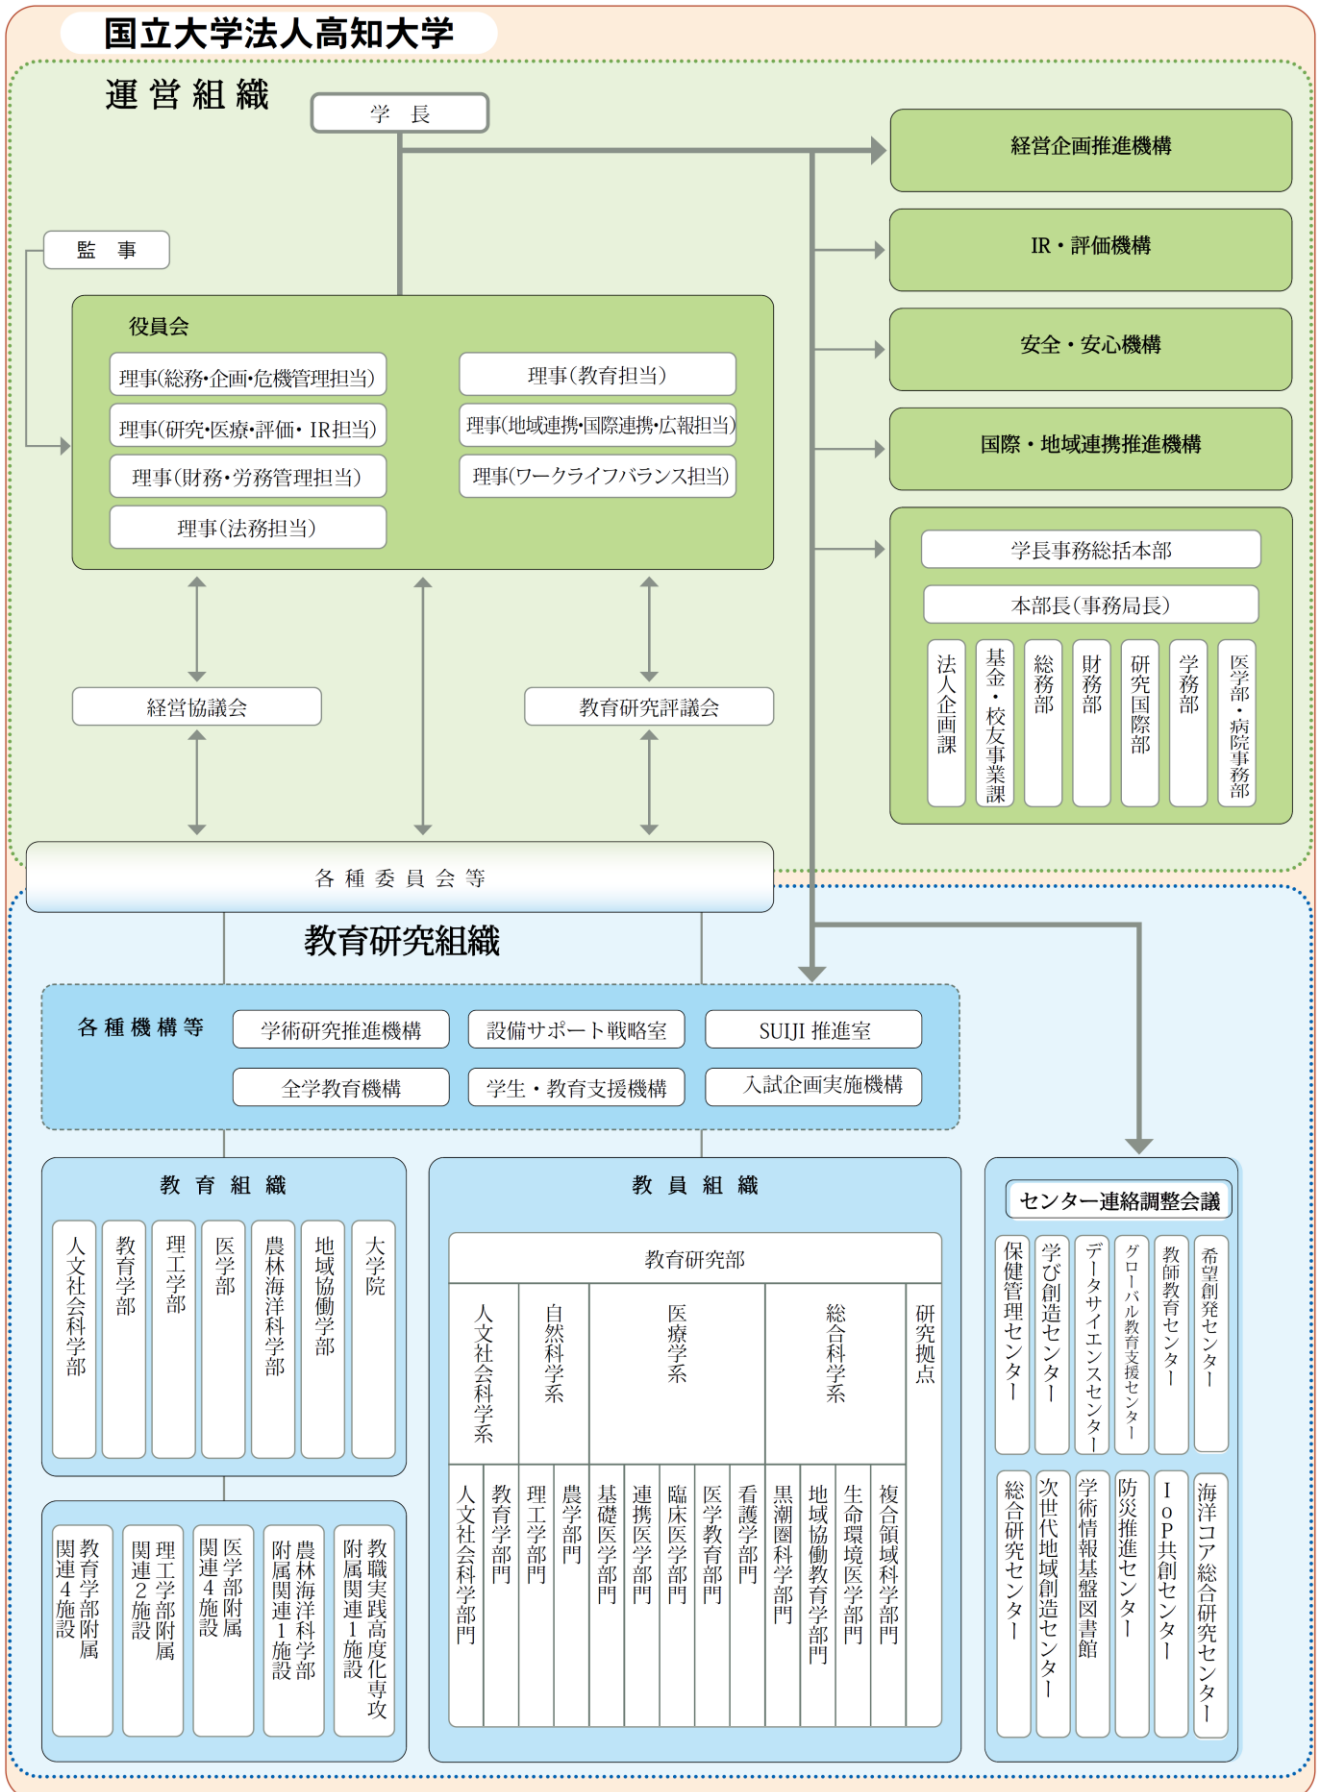 国立大学法人高知大学
運営組織
学　長
監　事
役員会
理事(総務・企画・危機管理担当)
理事(研究・医療・評価・IR担当)
理事(財務・労務管理担当)
理事(法務担当)
理事(教育担当)
理事(地域連携・国際連携・広報担当)
理事(ワークライフバランス担当)
経営企画推進機構
IR・評価機構
安全・安心機構
国際・地域連携推進機構
学長事務総括本部
本部長(事務局長)
法人企画課
基金・校友事業課
総務部
財務部
研究国際部
学務部
医学部・病院事務部
経営協議会
教育研究評議会
各種委員会等
教育研究組織
各種機構等
学術研究推進機構
設備サポート戦略室
SUIJI 推進室
全学教育機構
学生・教育支援機構
入試企画実施機構
教育組織
人文社会科学部
教育学部
理工学部
医学部
農林海洋科学部
地域協働学部
大学院
教育学部附属
関連4施設
理工学部附属
関連2施設
医学部附属
関連4施設
農林海洋科学部
附属関連1施設
教職実践高度化専攻
附属関連1施設
教員組織
教育研究部
人文社会科学系
自然科学系
医療学系
総合科学系
研究拠点
人文社会科学部門
教育学部門
理工学部門
農学部門
基礎医学部門
連携医学部門
臨床医学部門
医学教育部門
看護学部門
黒潮圏科学部門
地域協働教育学部門
生命環境医学部門
複合領域科学部門
センター連絡調整会議
保健管理センター
学び創造センター
データサイエンスセンター
グローバル教育支援センター
教師教育センター
希望創発センター
総合研究センター
次世代地域創造センター
学術情報基盤図書館
防災推進センター
IoP共創センター
海洋コア総合研究センター